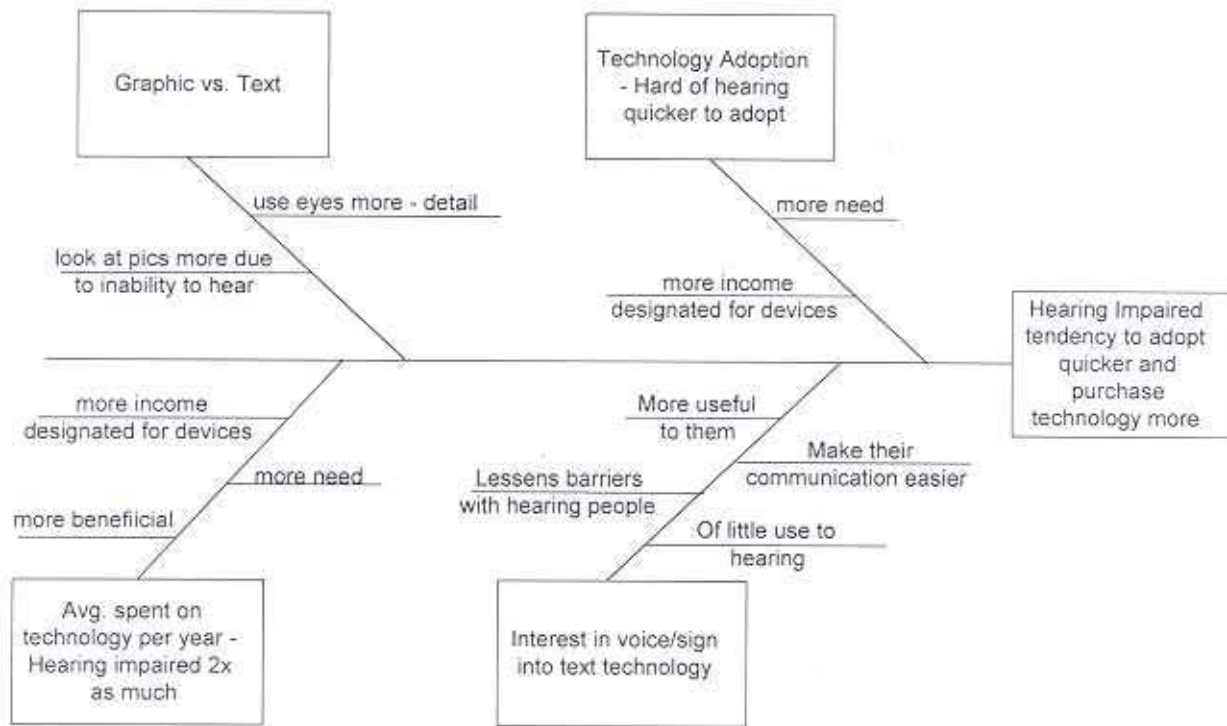 Graphic vs. Text
Technology Adoption
- Hard of hearing
quicker to adopt
use eyes more - detail
look at pics more due
to inability to hear
more need
more income
designated for devices
Hearing Impaired
tendency to adopt
quicker and
purchase
technology more
more income
designated for devices
more need
more benefiicial
More useful
to them
Make their
communication easier
Lessens barriers
with hearing people
Of little use to
hearing
Avg. spent on
technology per year -
Hearing impaired 2x
as much
Interest in voice/sign
into text technology